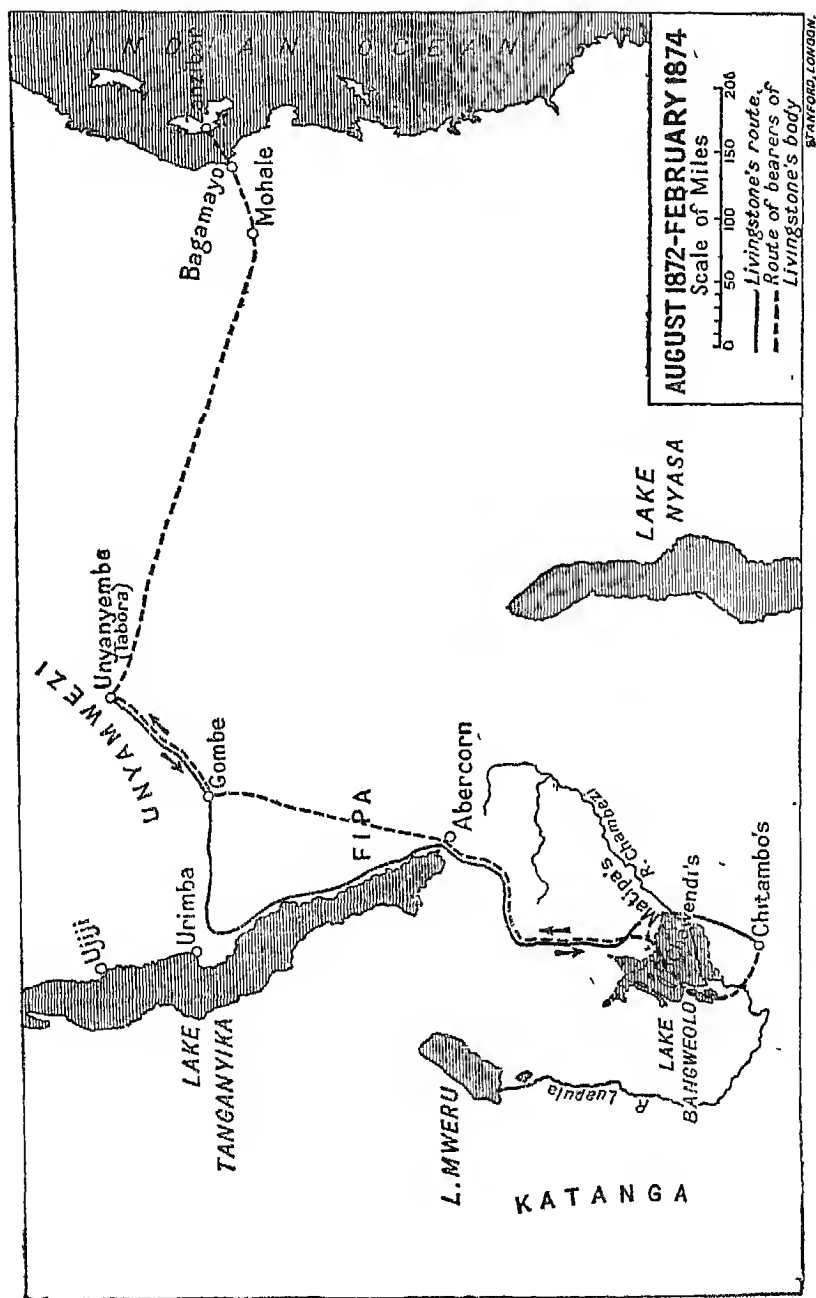 INDIAN OCEAN
Zanzibar
Bagamayo
Mohale
Unyanyembe
(Tabora)
UNYAMWEZI
Gombe
Ujiji
Urimba
LAKE
TANGANYIKA
FIPA
Abercorn
LAKE
NYASA
R. Chambezi
Matipa's
Chitambo's
LAKE
BANGWEOLO
L. MWERU
R. Luapula
KATANGA
AUGUST 1872-FEBRUARY 1874
Scale of Miles
0 50 100 150 200
Livingstone's route.
Route of bearers of
Livingstone's body
STANFORD, LONDON.